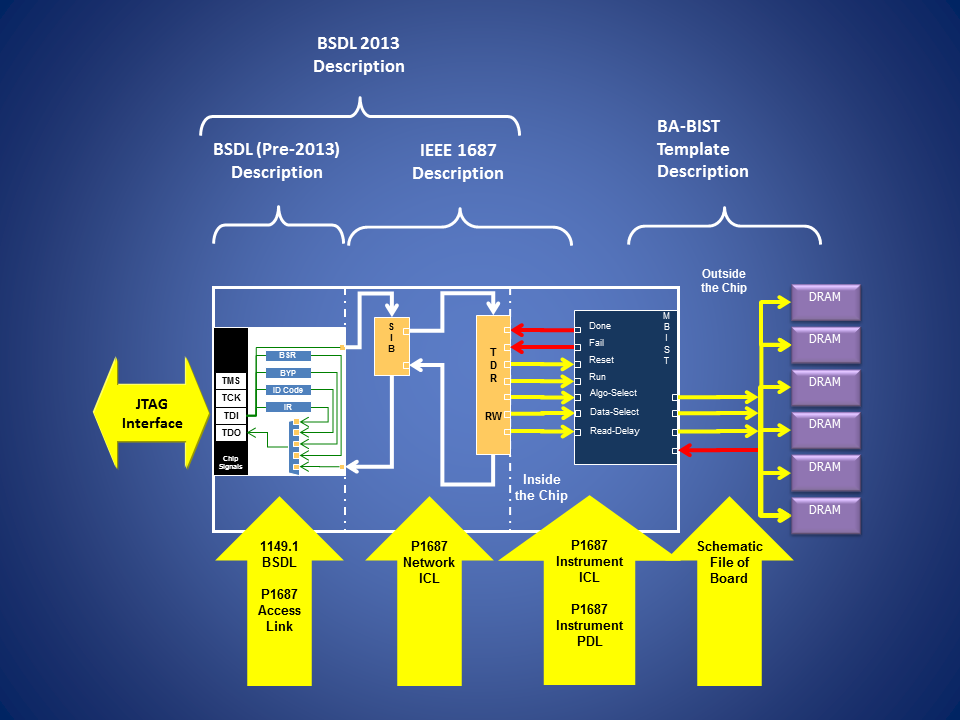 BSDL 2013
Description
BSDL (Pre-2013)
Description
IEEE 1687
Description
BA-BIST
Template
Description
Outside
the Chip
JTAG
Interface
TMS
TCK
TDI
TDO
Chip
Signals
BSR
BYP
ID Code
IR
S
I
B
T
D
R
RW
Done
Fail
Reset
Run
Algo-Select
Data-Select
Read-Delay
M
B
I
S
T
Inside
the Chip
DRAM
DRAM
DRAM
DRAM
DRAM
DRAM
1149.1
BSDL
P1687
Access
Link
P1687
Network
ICL
P1687
Instrument
ICL
P1687
Instrument
PDL
Schematic
File of
Board